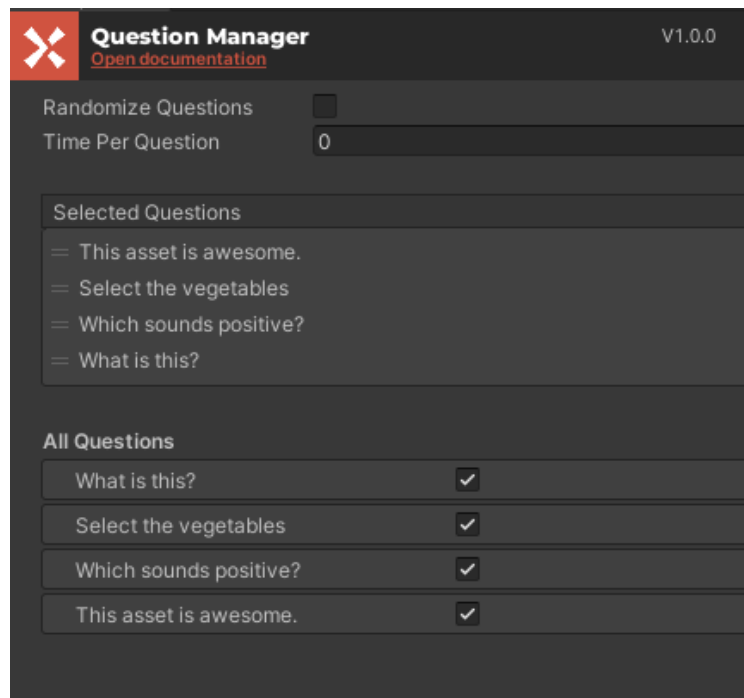 Question Manager
V1.0.0
Open documentation
Randomize Questions
Time Per Question 0
Selected Questions
This asset is awesome.
Select the vegetables
Which sounds positive?
What is this?
All Questions
What is this?
Select the vegetables
Which sounds positive?
This asset is awesome.